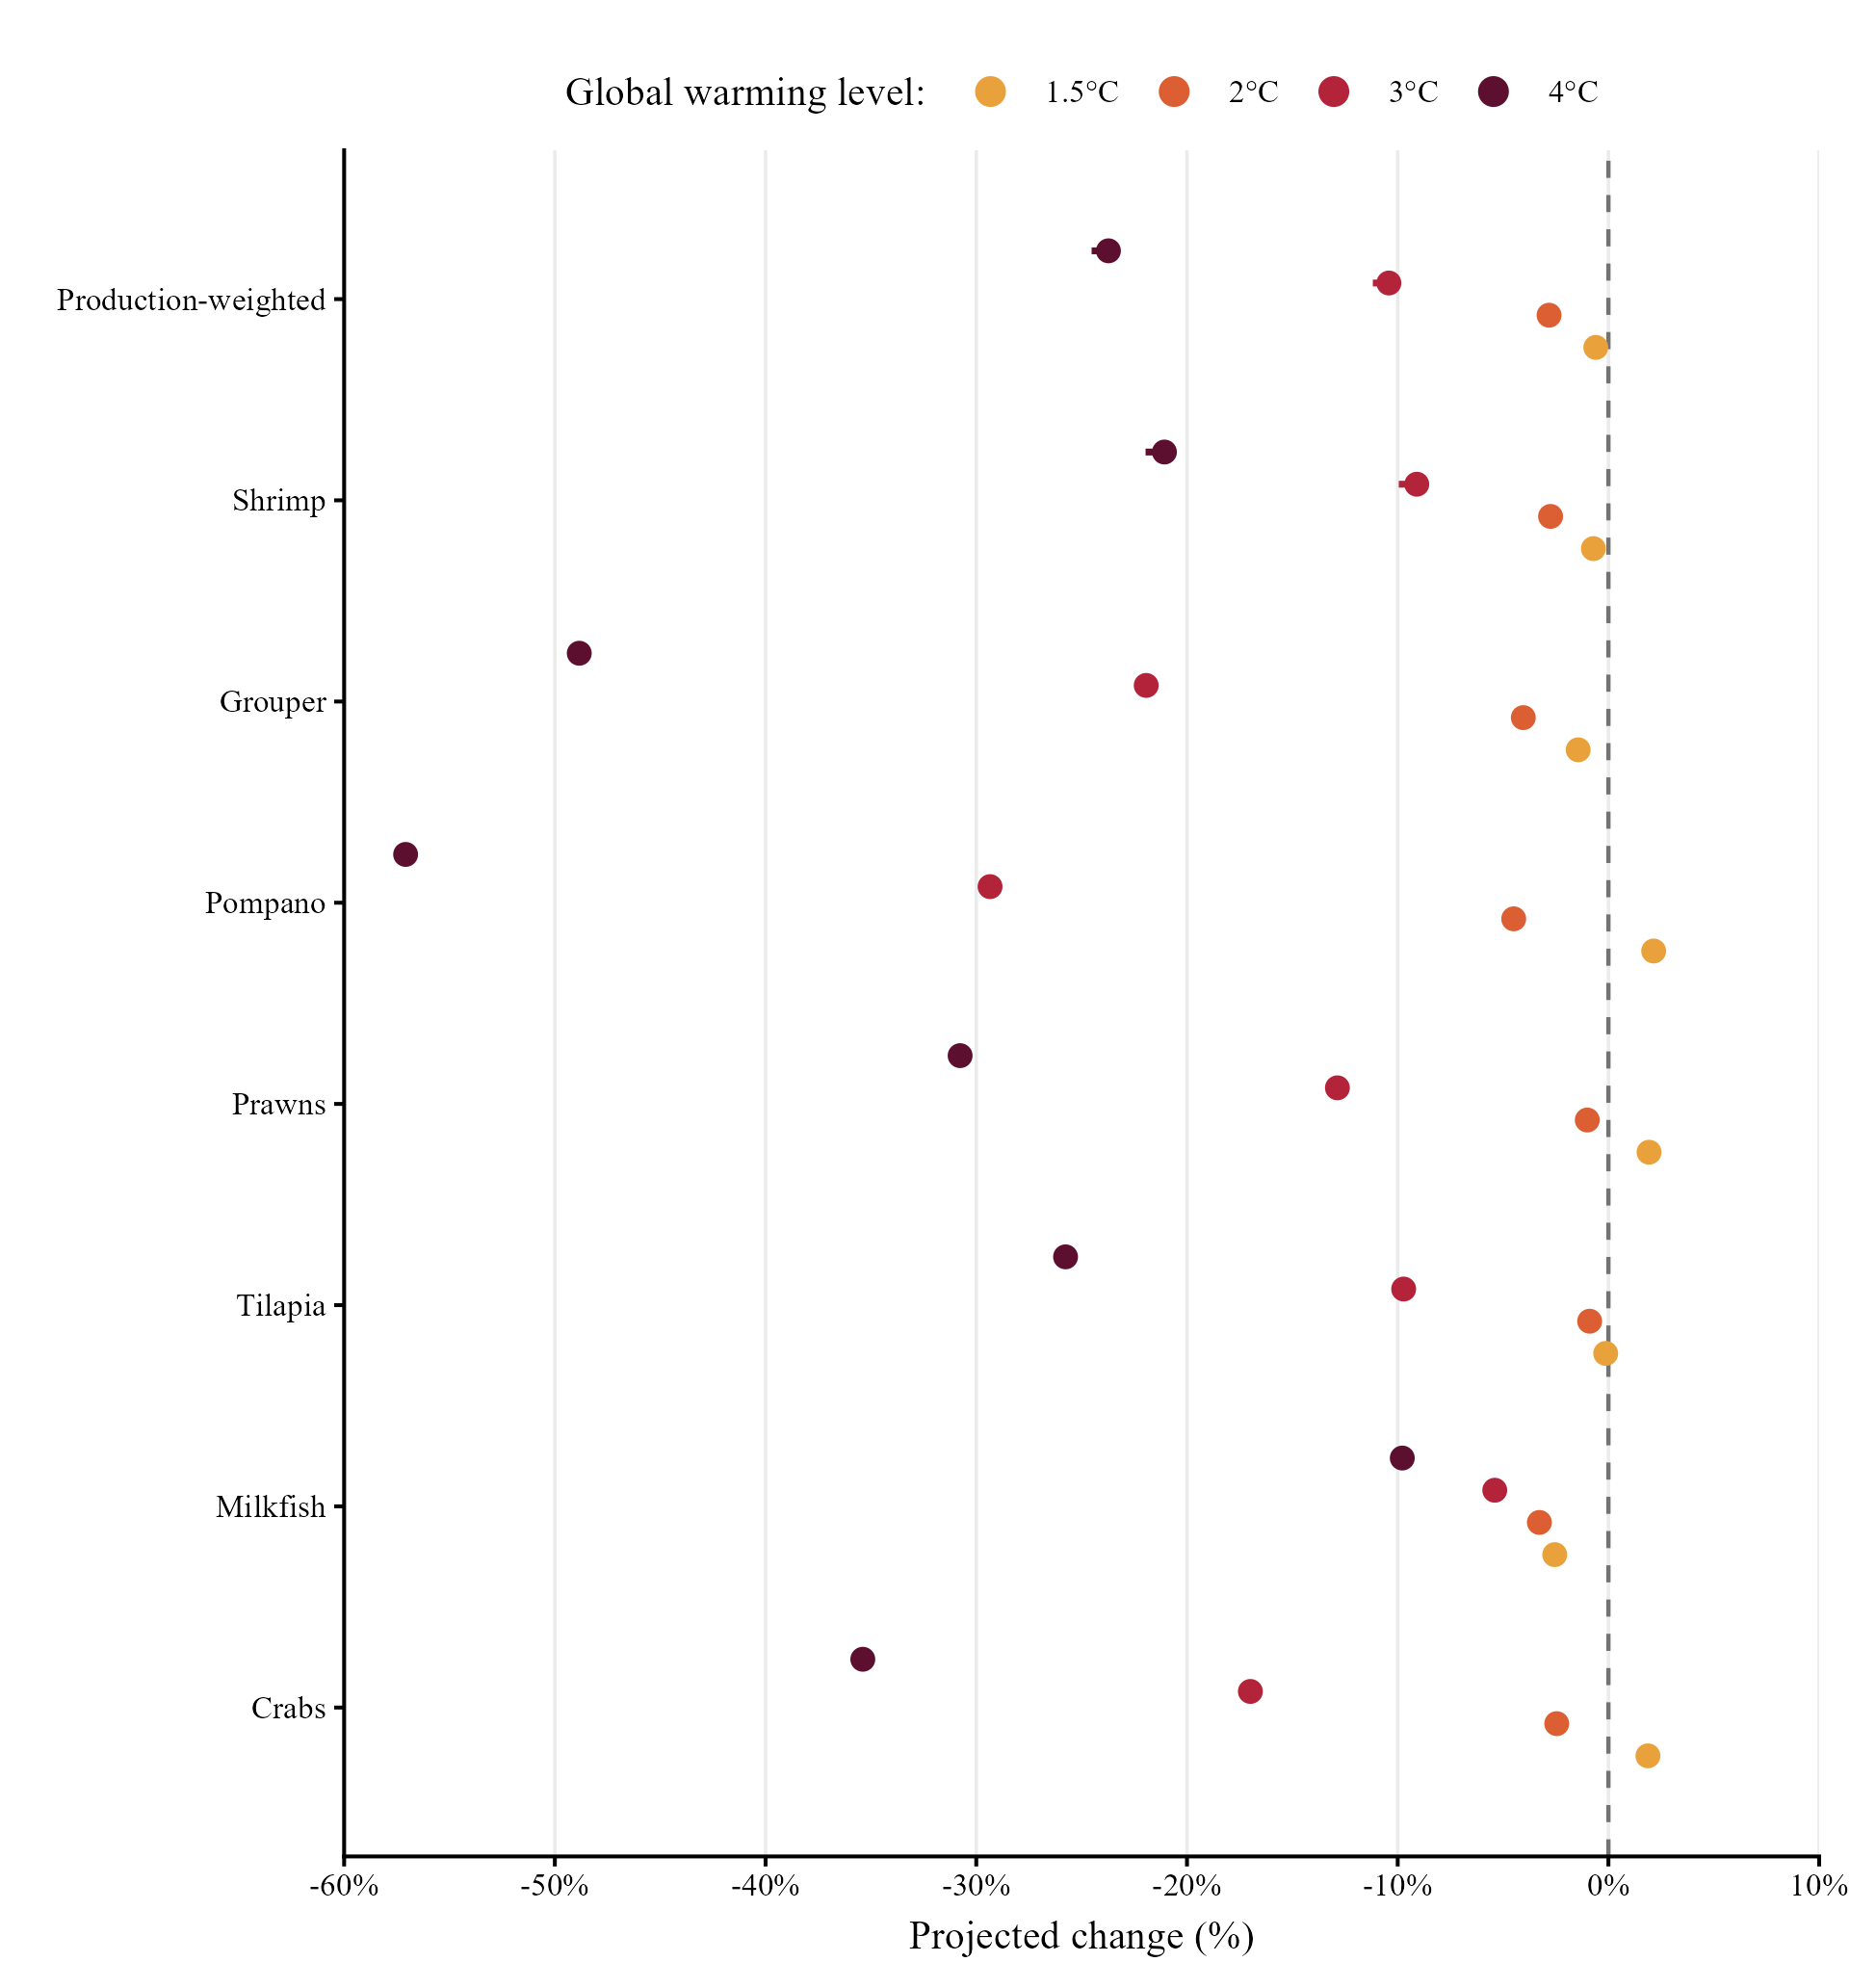 Global warming level: 1.5°C 2°C 3°C 4°C
Production-weighted
Shrimp
Grouper
Pompano
Prawns
Tilapia
Milkfish
Crabs
-60% -50% -40% -30% -20% -10% 0% 10%
Projected change (%)